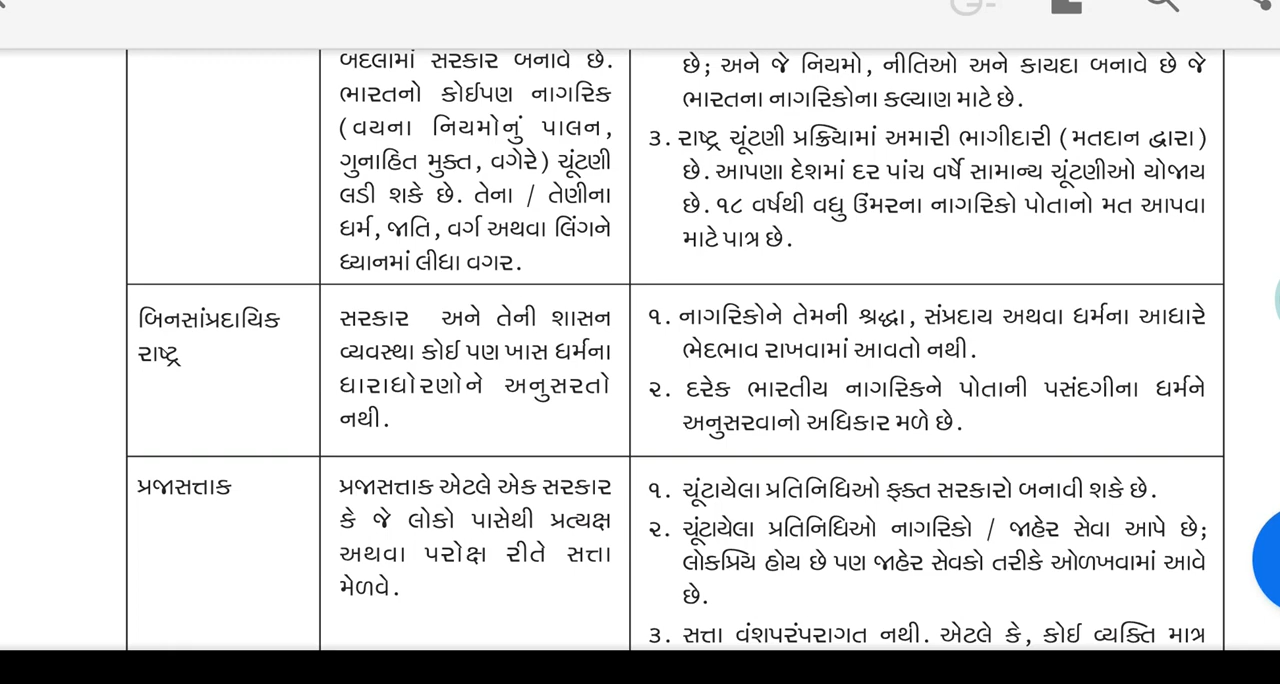 બદલામાં સરકાર બનાવે છે.
ભારતનો કોઈપણ નાગરિક
(વયના નિયમોનું પાલન,
ગુનાહિત મુક્ત, વગેરે) ચૂંટણી
લડી શકે છે. તેના / તેણીના
ધર્મ, જાતિ, વર્ગ અથવા લિંગને
ધ્યાનમાં લીધા વગર.
છે; અને જે નિયમો, નીતિઓ અને કાયદા બનાવે છે જે
ભારતના નાગરિકોના કલ્યાણ માટે છે.
૩. રાષ્ટ્ર ચૂંટણી પ્રક્રિયામાં અમારી ભાગીદારી (મતદાન દ્વારા)
છે. આપણા દેશમાં દર પાંચ વર્ષે સામાન્ય ચૂંટણીઓ યોજાય
છે. ૧૮ વર્ષથી વધુ ઉંમરના નાગરિકો પોતાનો મત આપવા
માટે પાત્ર છે.
બિનસાંપ્રદાયિક
રાષ્ટ્ર
સરકાર અને તેની શાસન
વ્યવસ્થા કોઈ પણ ખાસ ધર્મના
ધારાધોરણોને અનુસરતો
નથી.
૧. નાગરિકોને તેમની શ્રદ્ધા, સંપ્રદાય અથવા ધર્મના આધારે
ભેદભાવ રાખવામાં આવતો નથી.
૨. દરેક ભારતીય નાગરિકને પોતાની પસંદગીના ધર્મને
અનુસરવાનો અધિકાર મળે છે.
પ્રજાસત્તાક
પ્રજાસત્તાક એટલે એક સરકાર
કે જે લોકો પાસેથી પ્રત્યક્ષ
અથવા પરોક્ષ રીતે સત્તા
મેળવે.
૧. ચૂંટાયેલા પ્રતિનિધિઓ ફક્ત સરકારો બનાવી શકે છે.
૨. ચૂંટાયેલા પ્રતિનિધિઓ નાગરિકો / જાહેર સેવા આપે છે;
લોકપ્રિય હોય છે પણ જાહેર સેવકો તરીકે ઓળખવામાં આવે
છે.
૩. સત્તા વંશપરંપરાગત નથી. એટલે કે, કોઈ વ્યક્તિ માત્ર